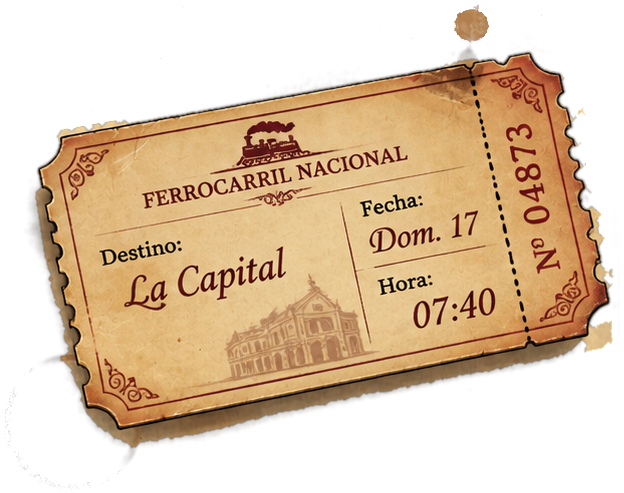 FERROCARRIL NACIONAL
Destino:
La Capital
Fecha:
Dom. 17
Hora:
07:40
Nº 04873